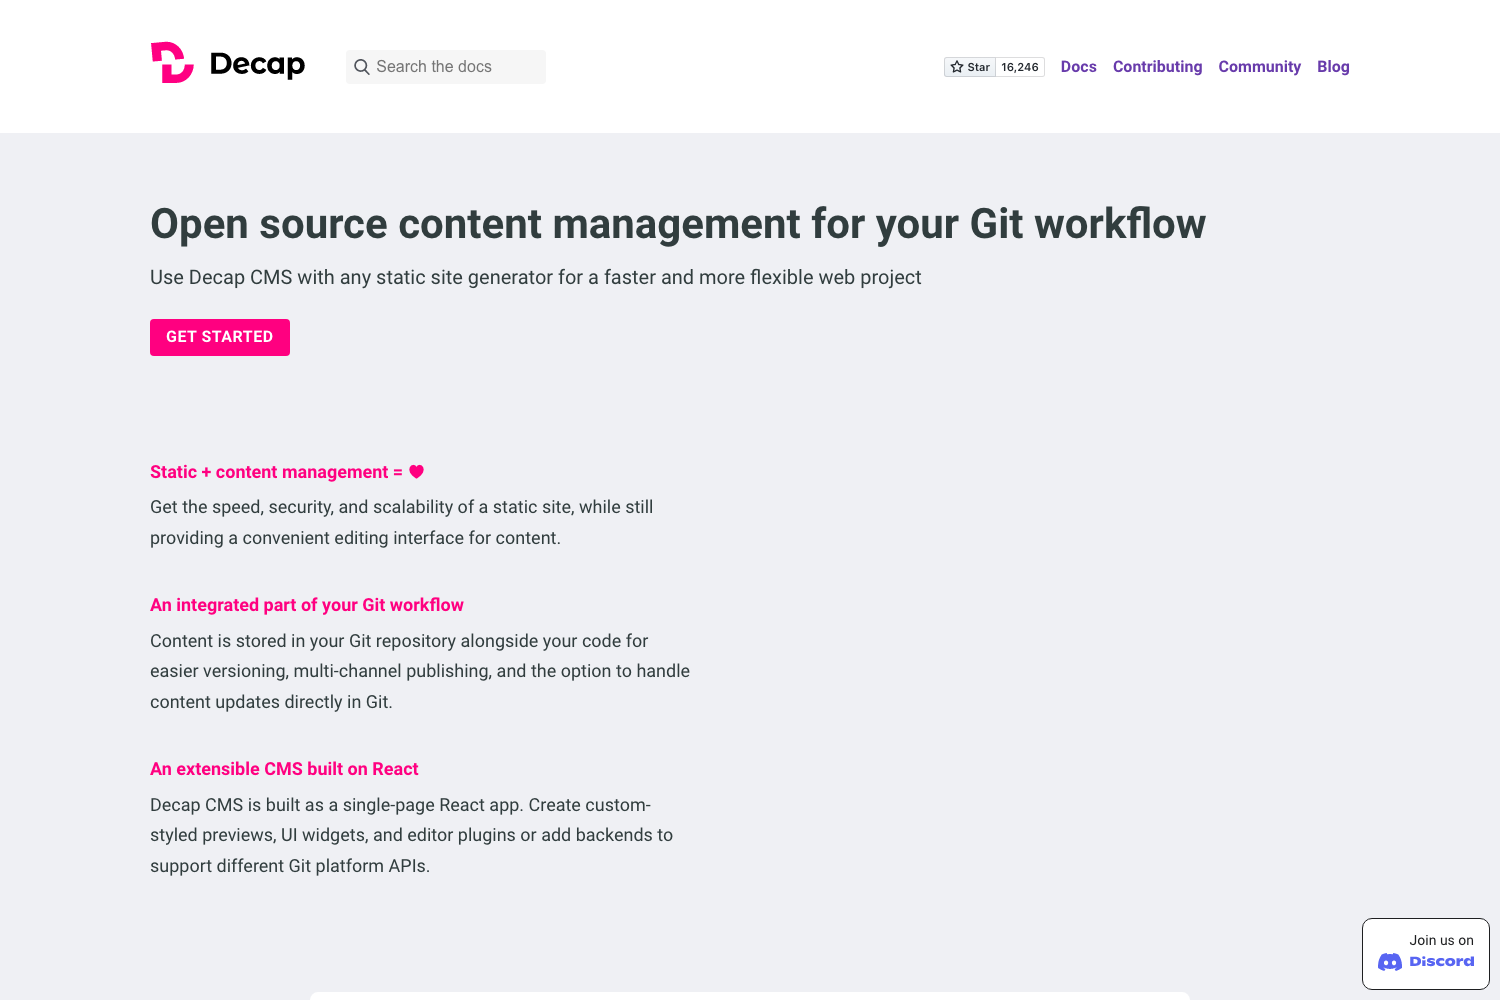 Decap
Search the docs
Star 16,246
Docs Contributing Community Blog
Open source content management for your Git workflow
Use Decap CMS with any static site generator for a faster and more flexible web project
GET STARTED
Static + content management = ♥
Get the speed, security, and scalability of a static site, while still
providing a convenient editing interface for content.
An integrated part of your Git workflow
Content is stored in your Git repository alongside your code for
easier versioning, multi-channel publishing, and the option to handle
content updates directly in Git.
An extensible CMS built on React
Decap CMS is built as a single-page React app. Create custom-
styled previews, UI widgets, and editor plugins or add backends to
support different Git platform APIs.
Join us on
Discord